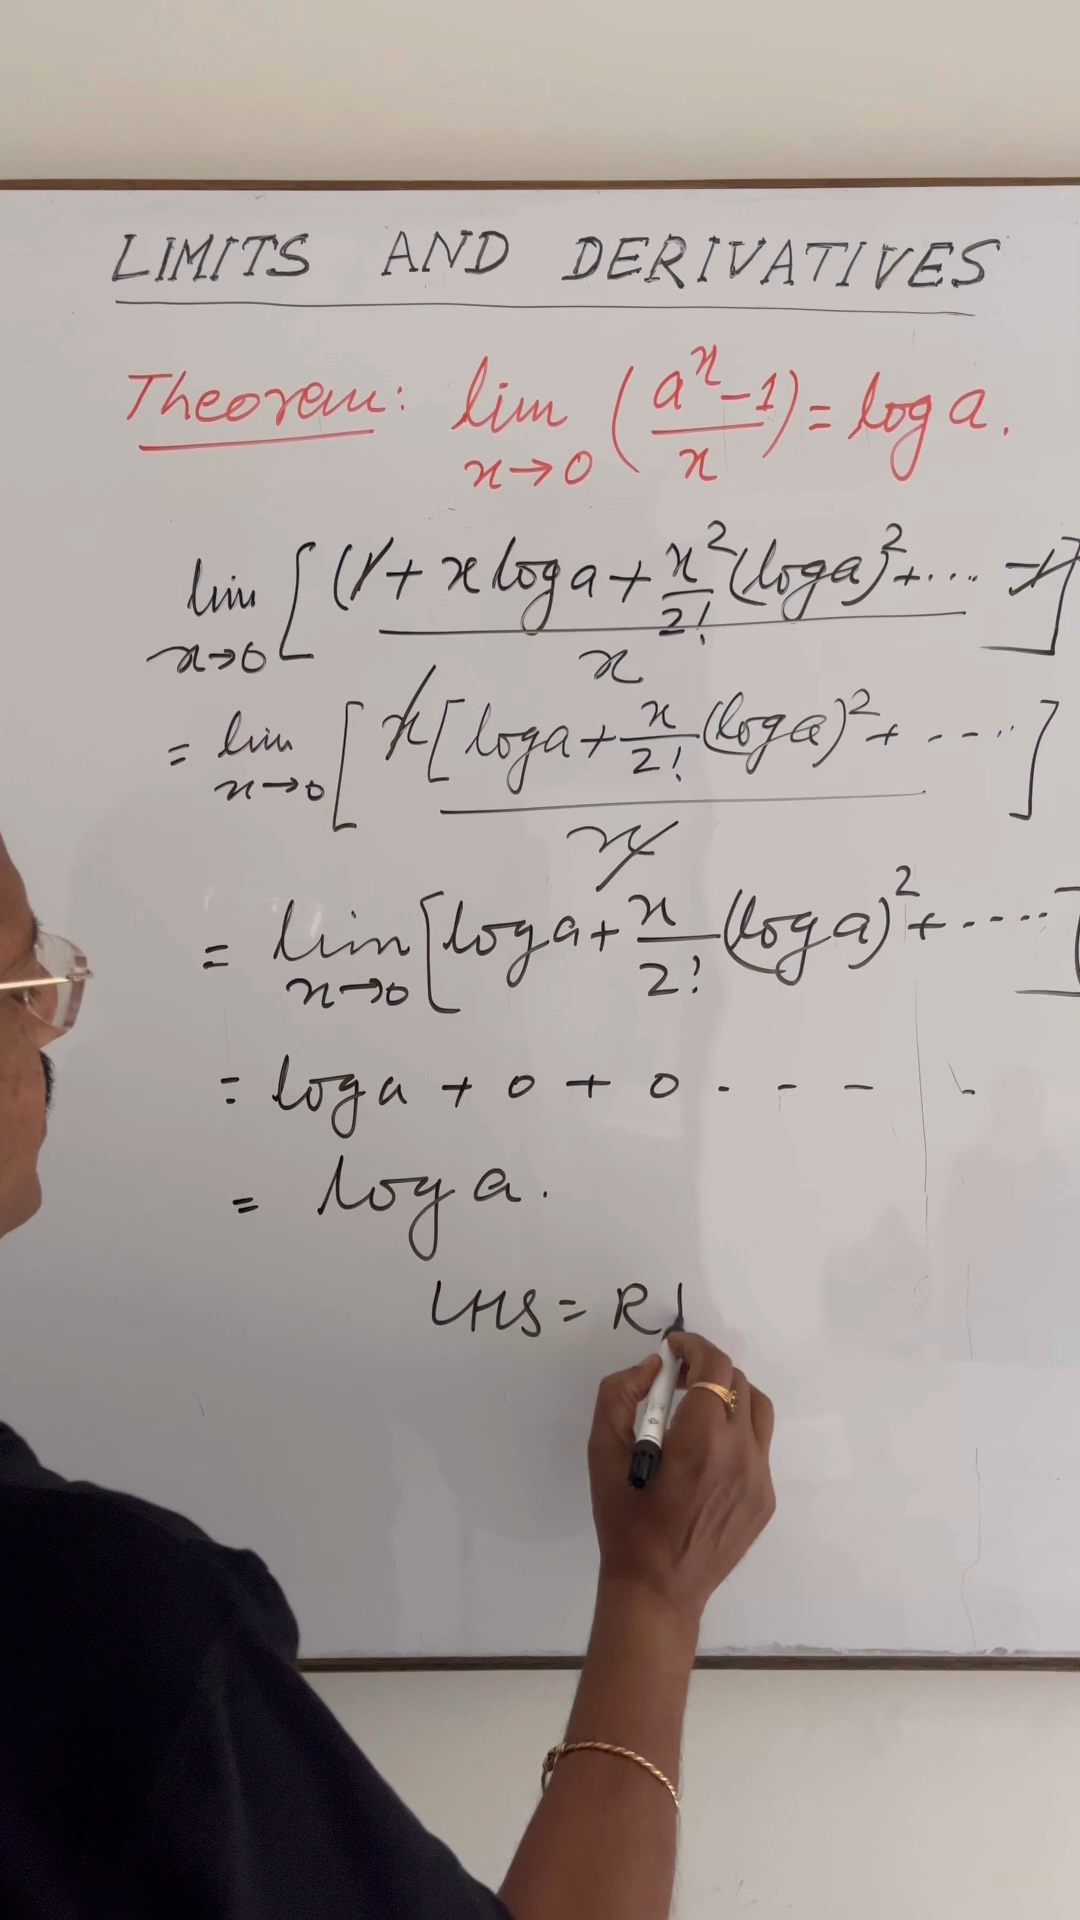 LIMITS AND DERIVATIVES
Theorem: lim x→0 (a^x-1 / x) = log a.
lim x→0 [(1+x log a+x²/2! (log a)²+.... -1 / x]
= lim x→0 [x[log a+x/2! (log a)²+ ----] / x
= lim x→0 [log a+x/2! (log a)²+-----]
= log a + 0 + 0 - - - -
= log a.
LHS = R